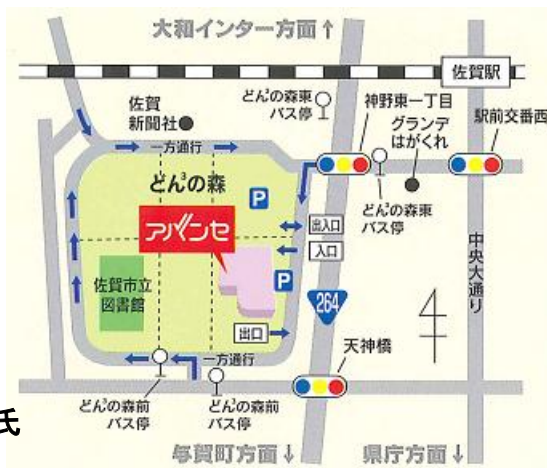 大和インター方面↑
佐賀駅
どん³の森東
バス停
神野東一丁目
駅前交番西
佐賀
新聞社
グランデ
はがくれ
一方通行
どん³の森
P
どん³の森東
バス停
アバンセ
出入口
入口
中央大通り
佐賀市立
図書館
P
264
出口
天神橋
一方通行
どん³の森前
バス停
どん³の森前
バス停
氏
与賀町方面↓
県庁方面↓